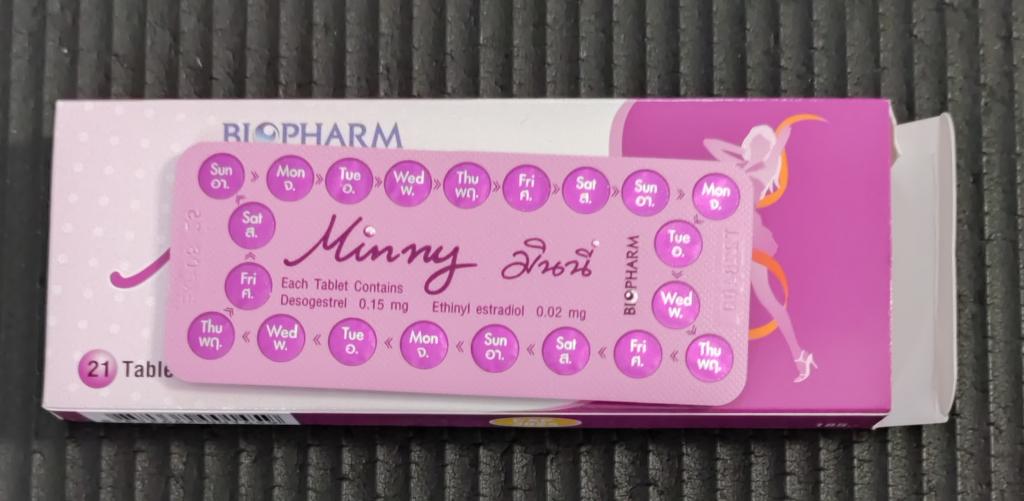 BIOPHARM
Sun Mon Tue Wed Thu Fri Sat Sun Mon
อา. จ. อ. พ. พฤ. ศ. ส. อา. จ.
Sat Tue
ส. อ.
Minny มินนี่ BIOPHARM
Fri Wed
ศ. พ.
Each Tablet Contains
Desogestrel 0.15 mg Ethinyl estradiol 0.02 mg
Thu Wed Tue Mon Sun Sat Fri Thu
พฤ. พ. อ. จ. อา. ส. ศ. พฤ.
21 Table